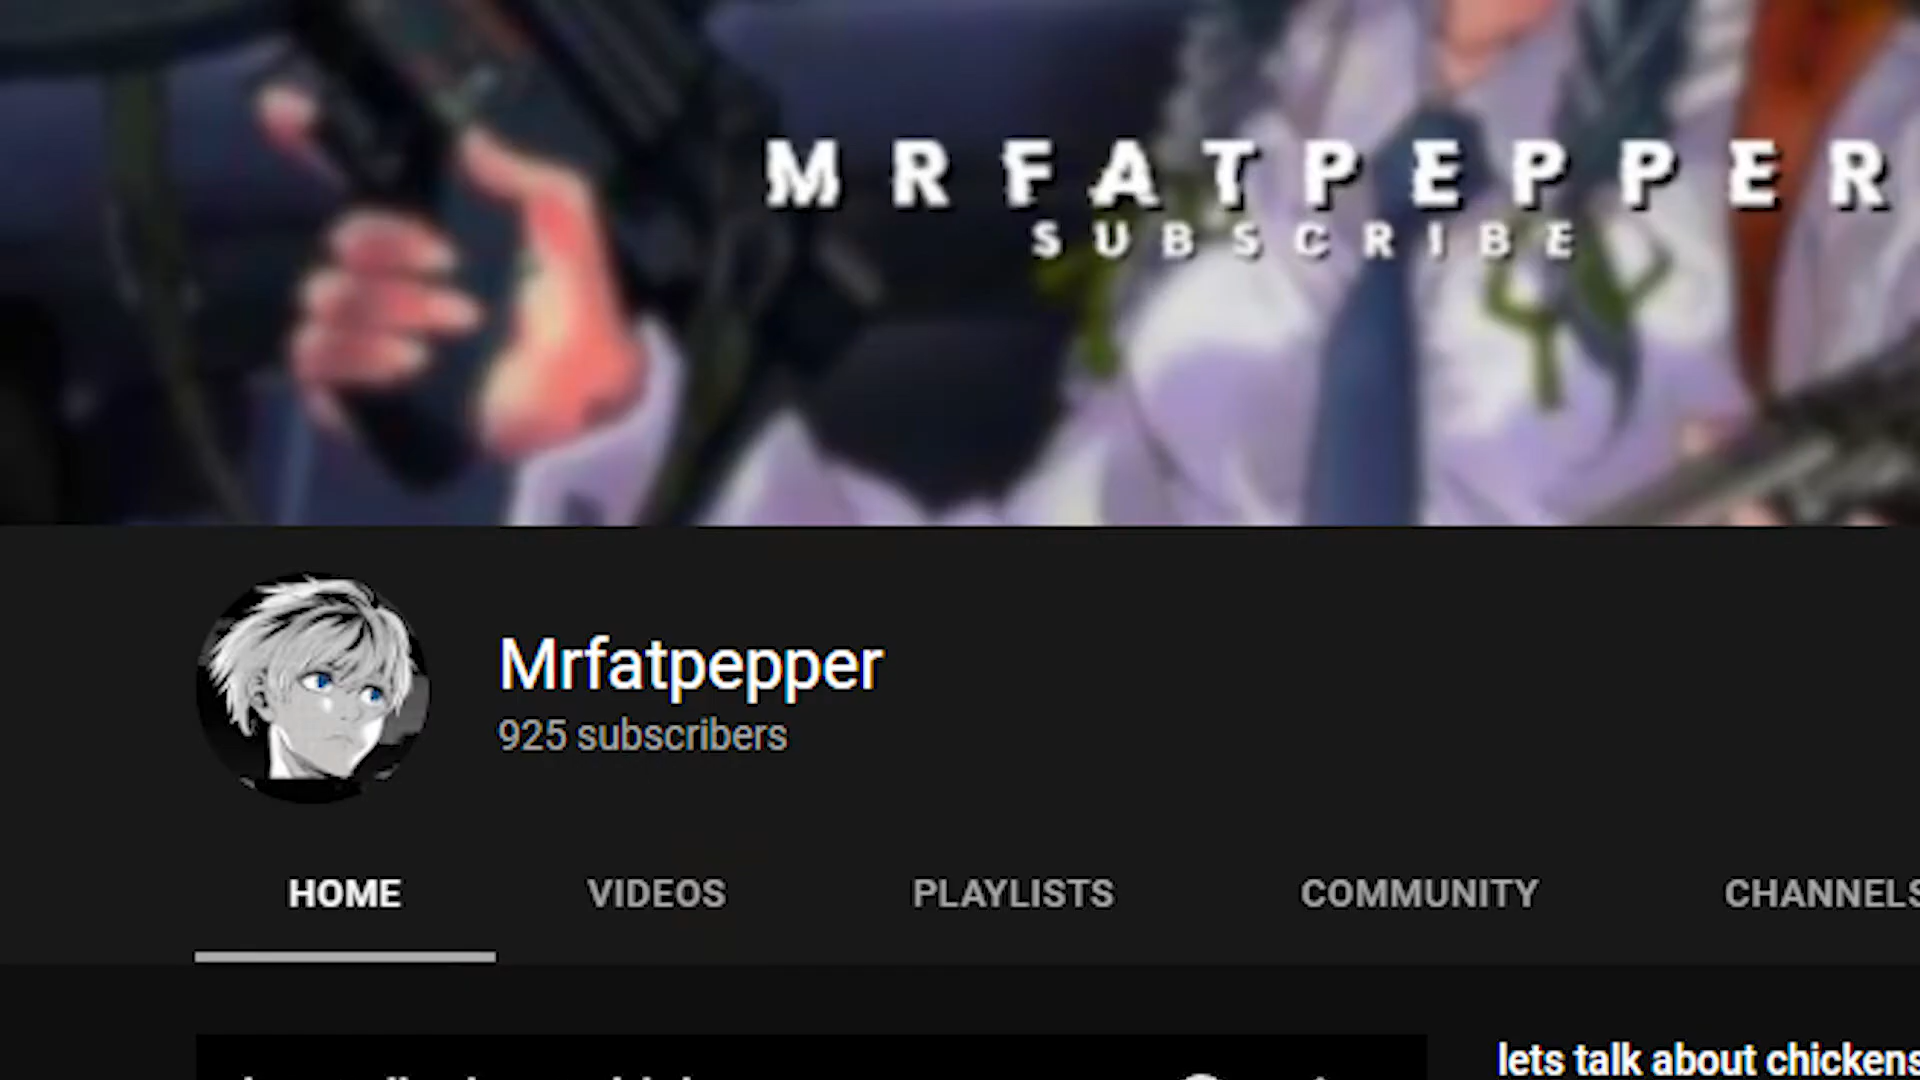 MRFATPEPPER
SUBSCRIBE
Mrfatpepper
925 subscribers
HOME VIDEOS PLAYLISTS COMMUNITY CHANNELS
lets talk about chickens